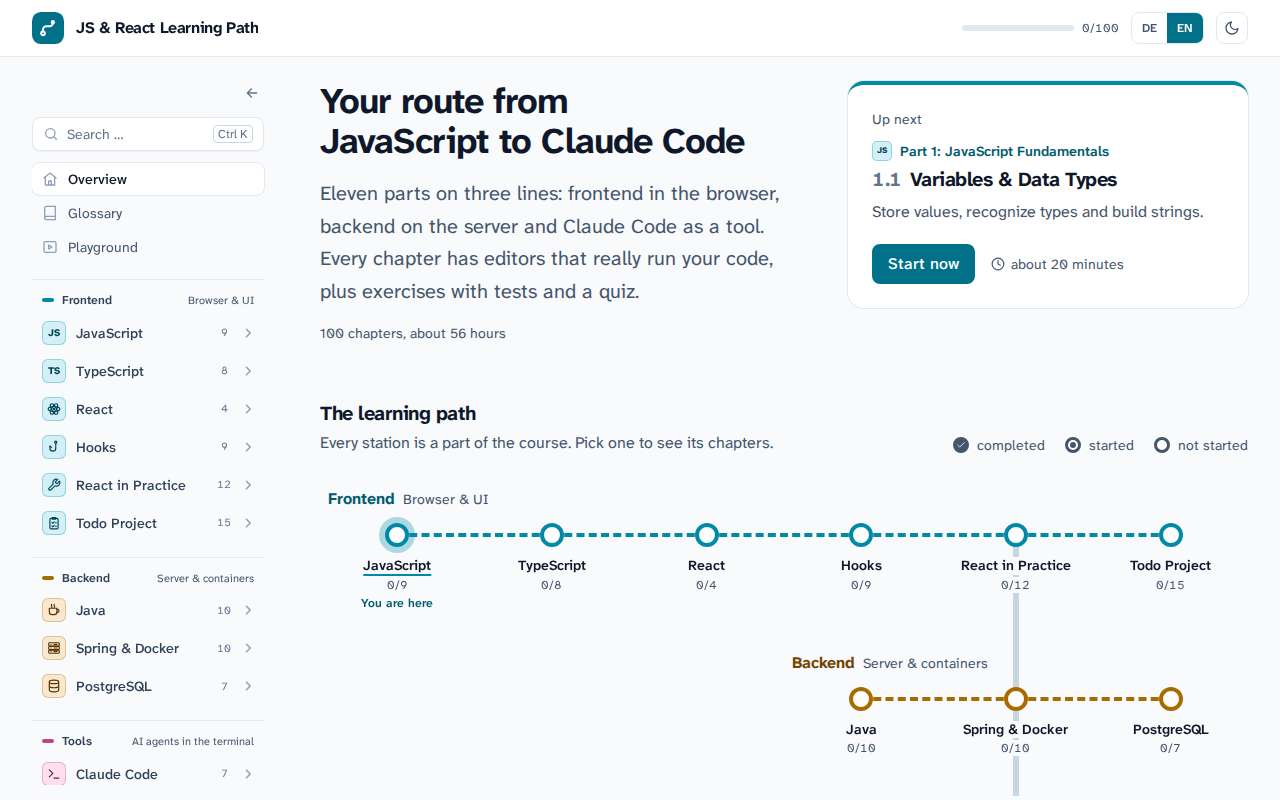 JS & React Learning Path
0/100
DE
EN
Search ...
Ctrl K
Overview
Glossary
Playground
Frontend
Browser & UI
JS
JavaScript
9
TS
TypeScript
8
React
4
Hooks
9
React in Practice
12
Todo Project
15
Backend
Server & containers
Java
10
Spring & Docker
10
PostgreSQL
7
Tools
AI agents in the terminal
Claude Code
7
Your route from
JavaScript to Claude Code
Eleven parts on three lines: frontend in the browser,
backend on the server and Claude Code as a tool.
Every chapter has editors that really run your code,
plus exercises with tests and a quiz.
100 chapters, about 56 hours
Up next
JS
Part 1: JavaScript Fundamentals
1.1 Variables & Data Types
Store values, recognize types and build strings.
Start now
about 20 minutes
The learning path
Every station is a part of the course. Pick one to see its chapters.
completed
started
not started
Frontend Browser & UI
JavaScript
0/9
You are here
TypeScript
0/8
React
0/4
Hooks
0/9
React in Practice
0/12
Todo Project
0/15
Backend Server & containers
Java
0/10
Spring & Docker
0/10
PostgreSQL
0/7